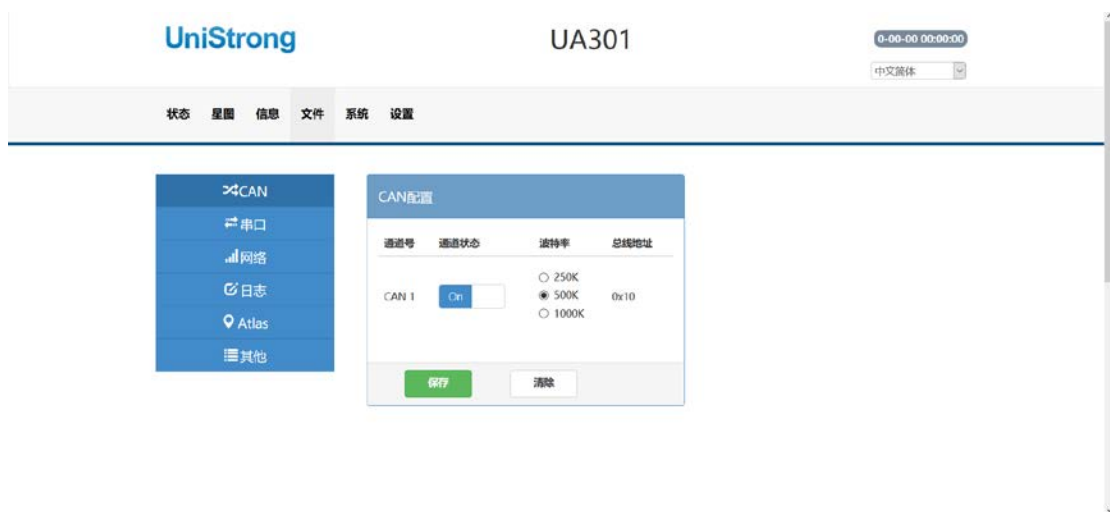 UniStrong
UA301
0-00-00 00:00:00
中文简体
状态 星图 信息 文件 系统 设置
CAN
串口
网络
日志
Atlas
其他
CAN配置
通道号 通道状态 波特率 总线地址
250K
CAN 1 On 500K 0x10
1000K
保存 清除